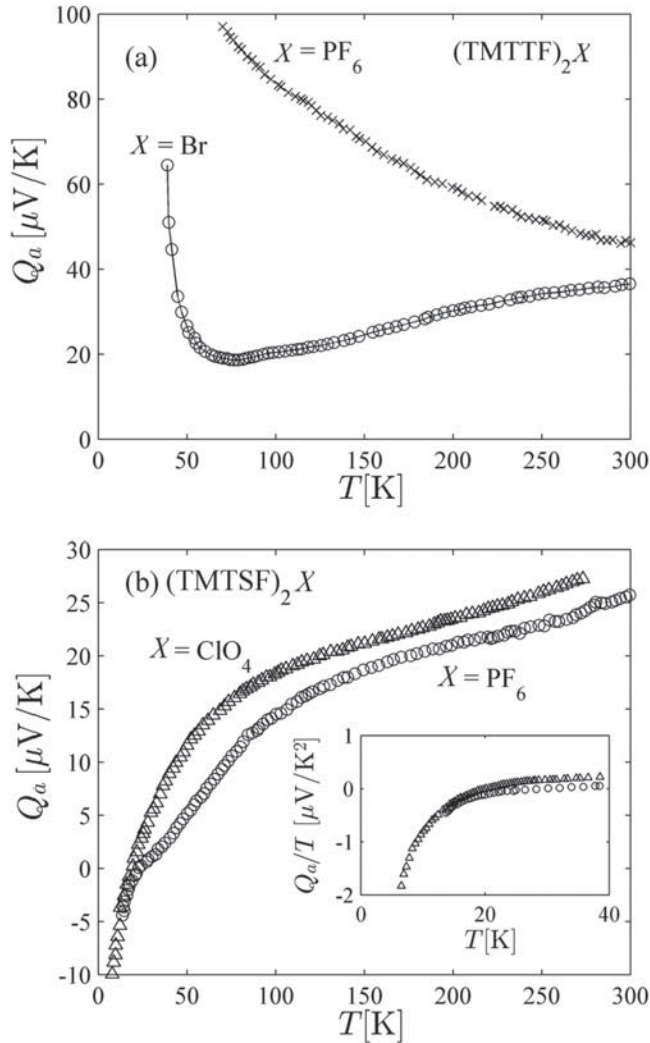 100
(a)
X = PF6
(TMTTF)2X
80
X = Br
60
Qa [μV/K]
40
20
0
0 50 100 150 200 250 300
T[K]
30
(b) (TMTSF)2X
25
X = ClO4
20
X = PF6
15
Qa [μV/K]
10
5
0
-5
-10
1
0
Qa/T [μV/K²]
-1
-2
0 20 40
T[K]
0 50 100 150 200 250 300
T[K]